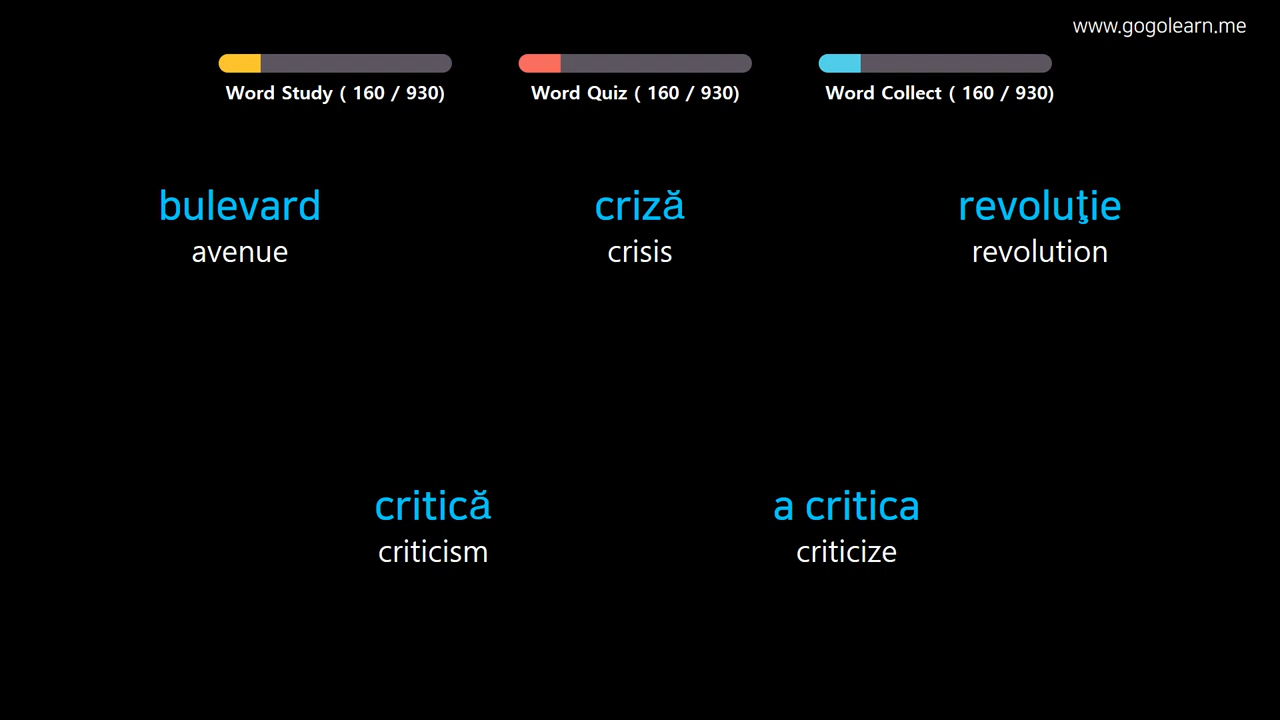 www.gogolearn.me
Word Study ( 160 / 930)
Word Quiz ( 160 / 930)
Word Collect ( 160 / 930)
bulevard
avenue
criză
crisis
revoluţie
revolution
critică
criticism
a critica
criticize